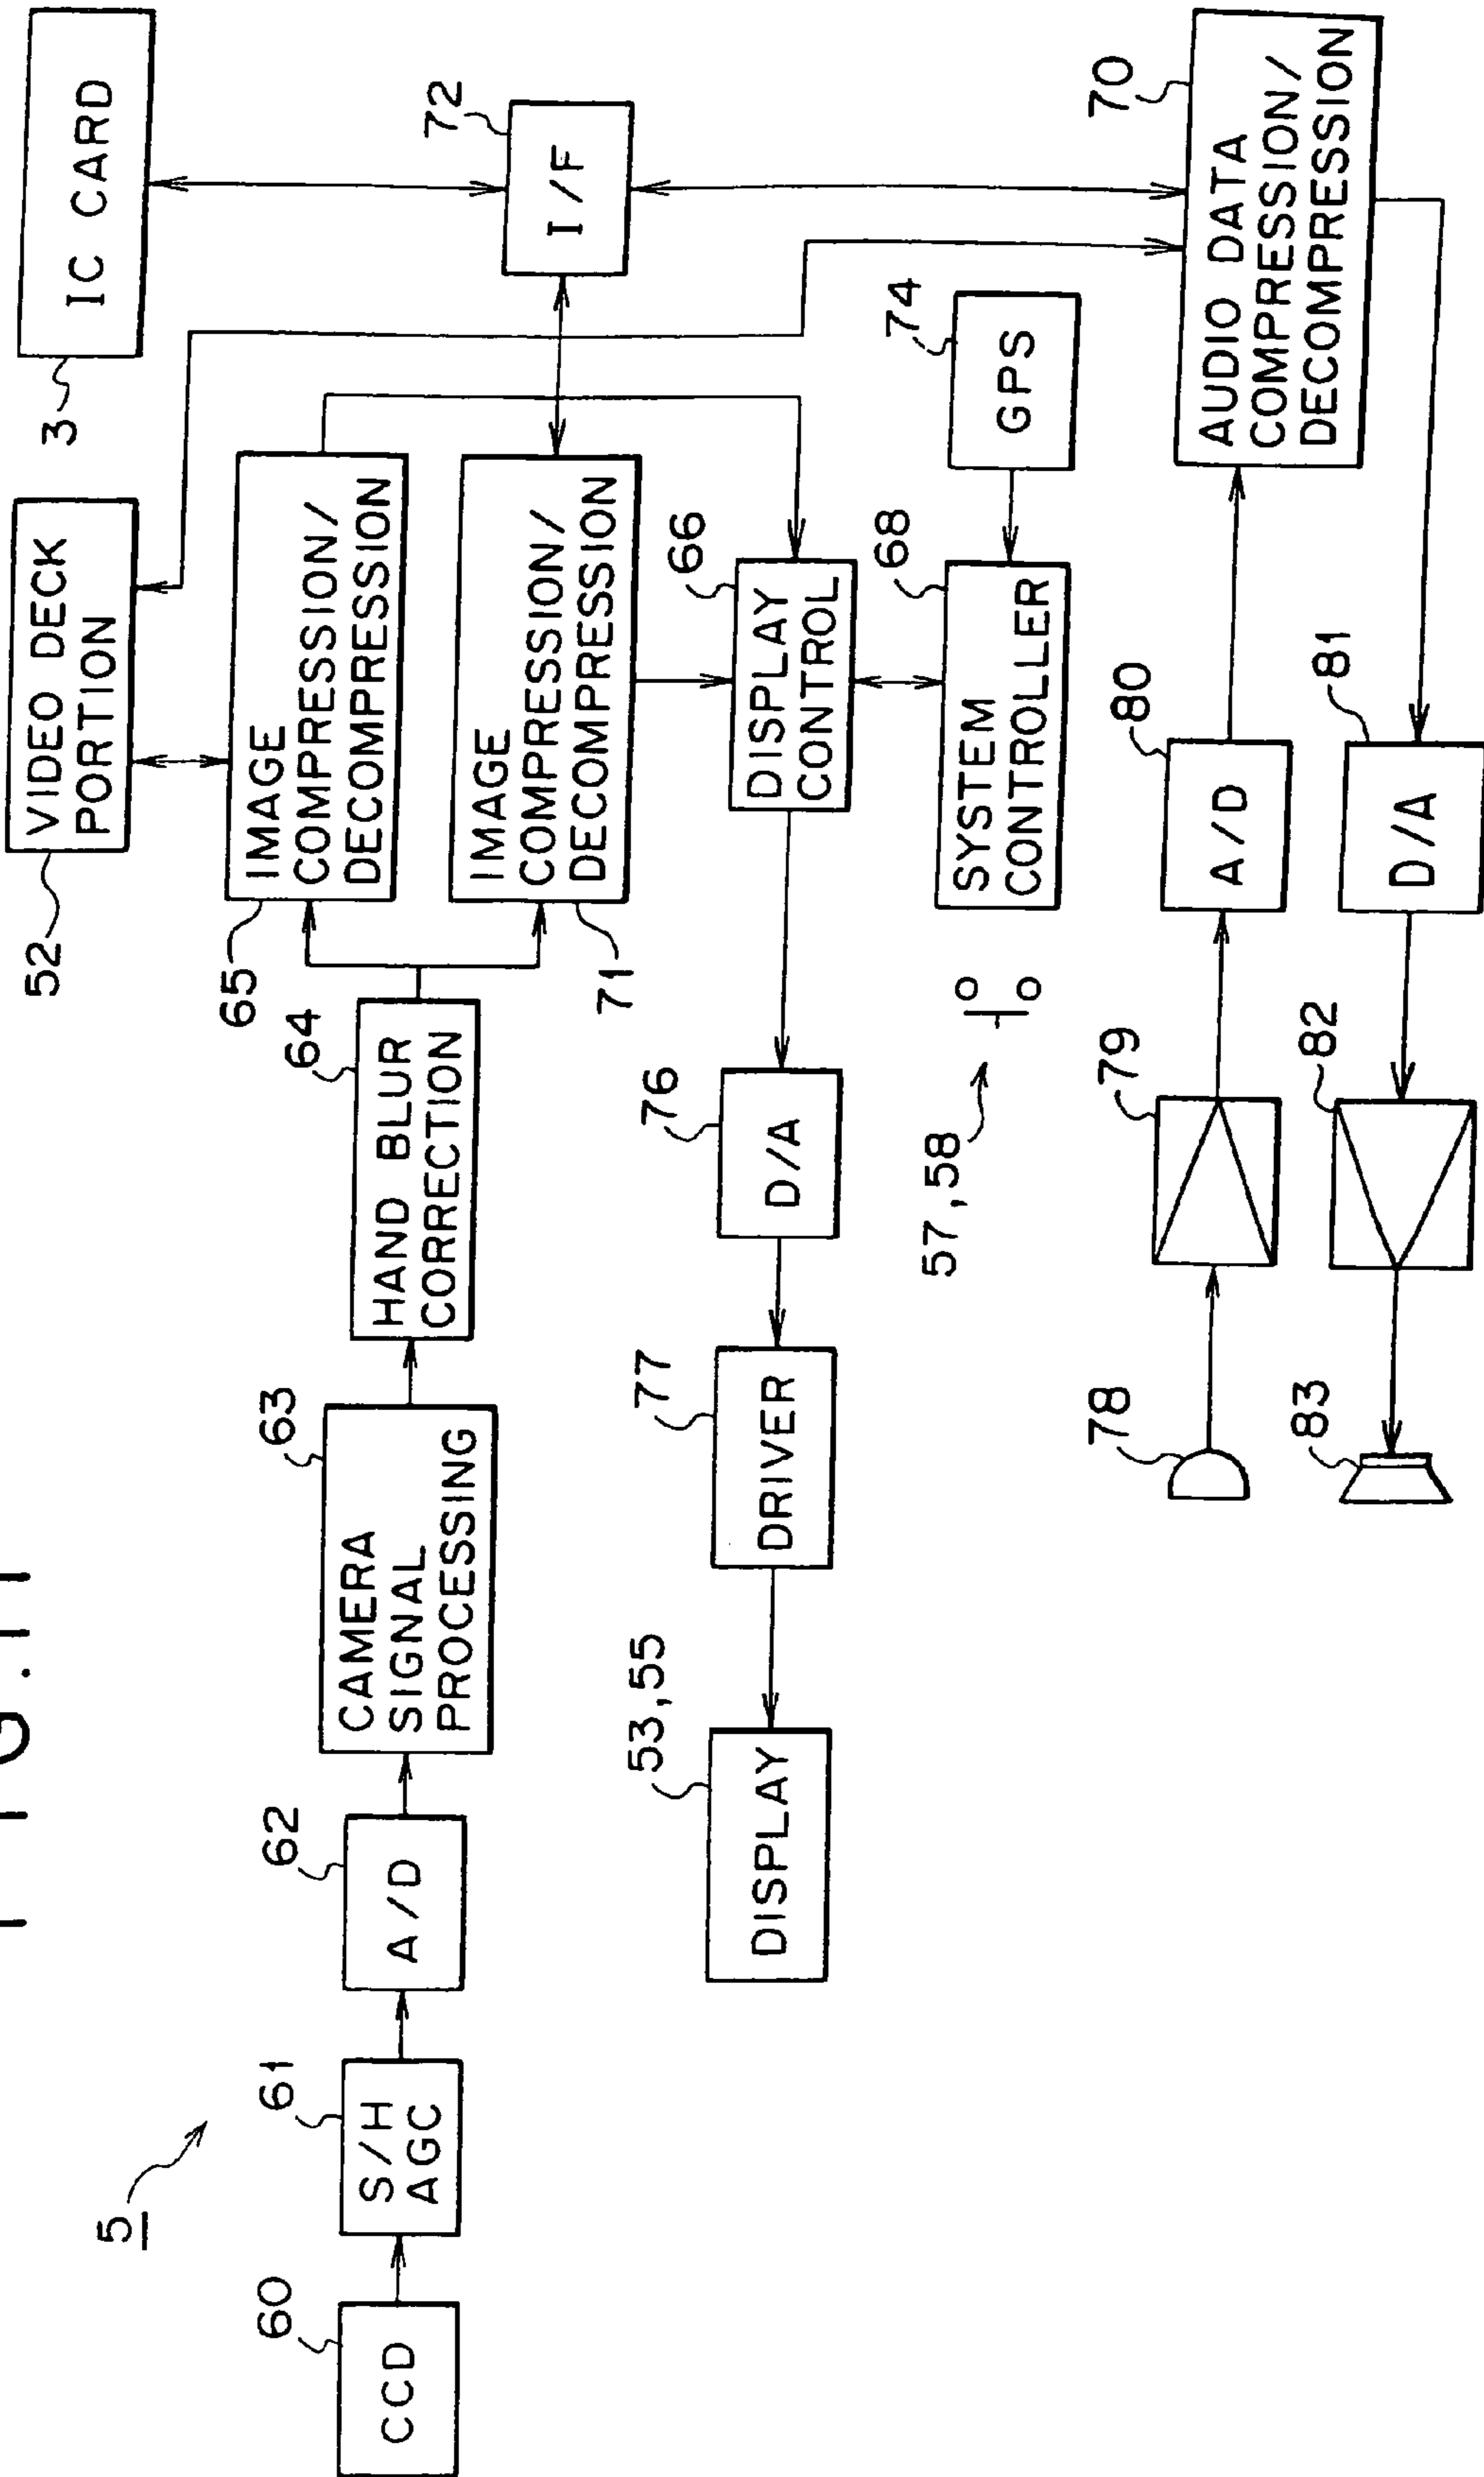 FIG.11
5
60
CCD
61
S/H
AGC
62
A/D
63
CAMERA
SIGNAL
PROCESSING
64
HAND BLUR
CORRECTION
52
VIDEO DECK
PORTION
3
IC CARD
65
IMAGE
COMPRESSION/
DECOMPRESSION
71
IMAGE
COMPRESSION/
DECOMPRESSION
72
I/F
53,55
DISPLAY
77
DRIVER
76
D/A
66
DISPLAY
CONTROL
57,58
68
SYSTEM
CONTROLLER
74
GPS
78
79
80
A/D
70
AUDIO DATA
COMPRESSION/
DECOMPRESSION
83
82
81
D/A